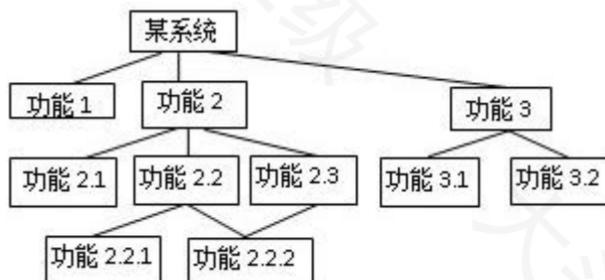 某系统
功能 1
功能 2
功能 3
功能 2.1
功能 2.2
功能 2.3
功能 3.1
功能 3.2
功能 2.2.1
功能 2.2.2